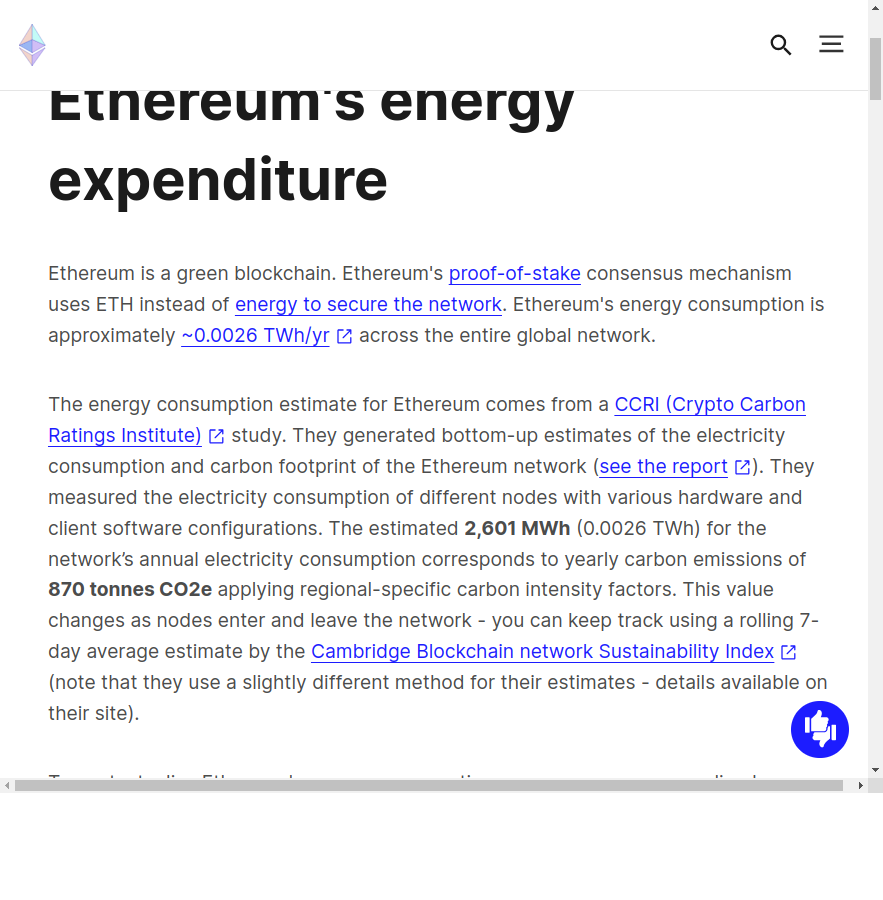 Ethereum's energy
expenditure
Ethereum is a green blockchain. Ethereum's proof-of-stake consensus mechanism
uses ETH instead of energy to secure the network. Ethereum's energy consumption is
approximately ~0.0026 TWh/yr across the entire global network.
The energy consumption estimate for Ethereum comes from a CCRI (Crypto Carbon
Ratings Institute) study. They generated bottom-up estimates of the electricity
consumption and carbon footprint of the Ethereum network (see the report). They
measured the electricity consumption of different nodes with various hardware and
client software configurations. The estimated 2,601 MWh (0.0026 TWh) for the
network’s annual electricity consumption corresponds to yearly carbon emissions of
870 tonnes CO2e applying regional-specific carbon intensity factors. This value
changes as nodes enter and leave the network - you can keep track using a rolling 7-
day average estimate by the Cambridge Blockchain network Sustainability Index
(note that they use a slightly different method for their estimates - details available on
their site).